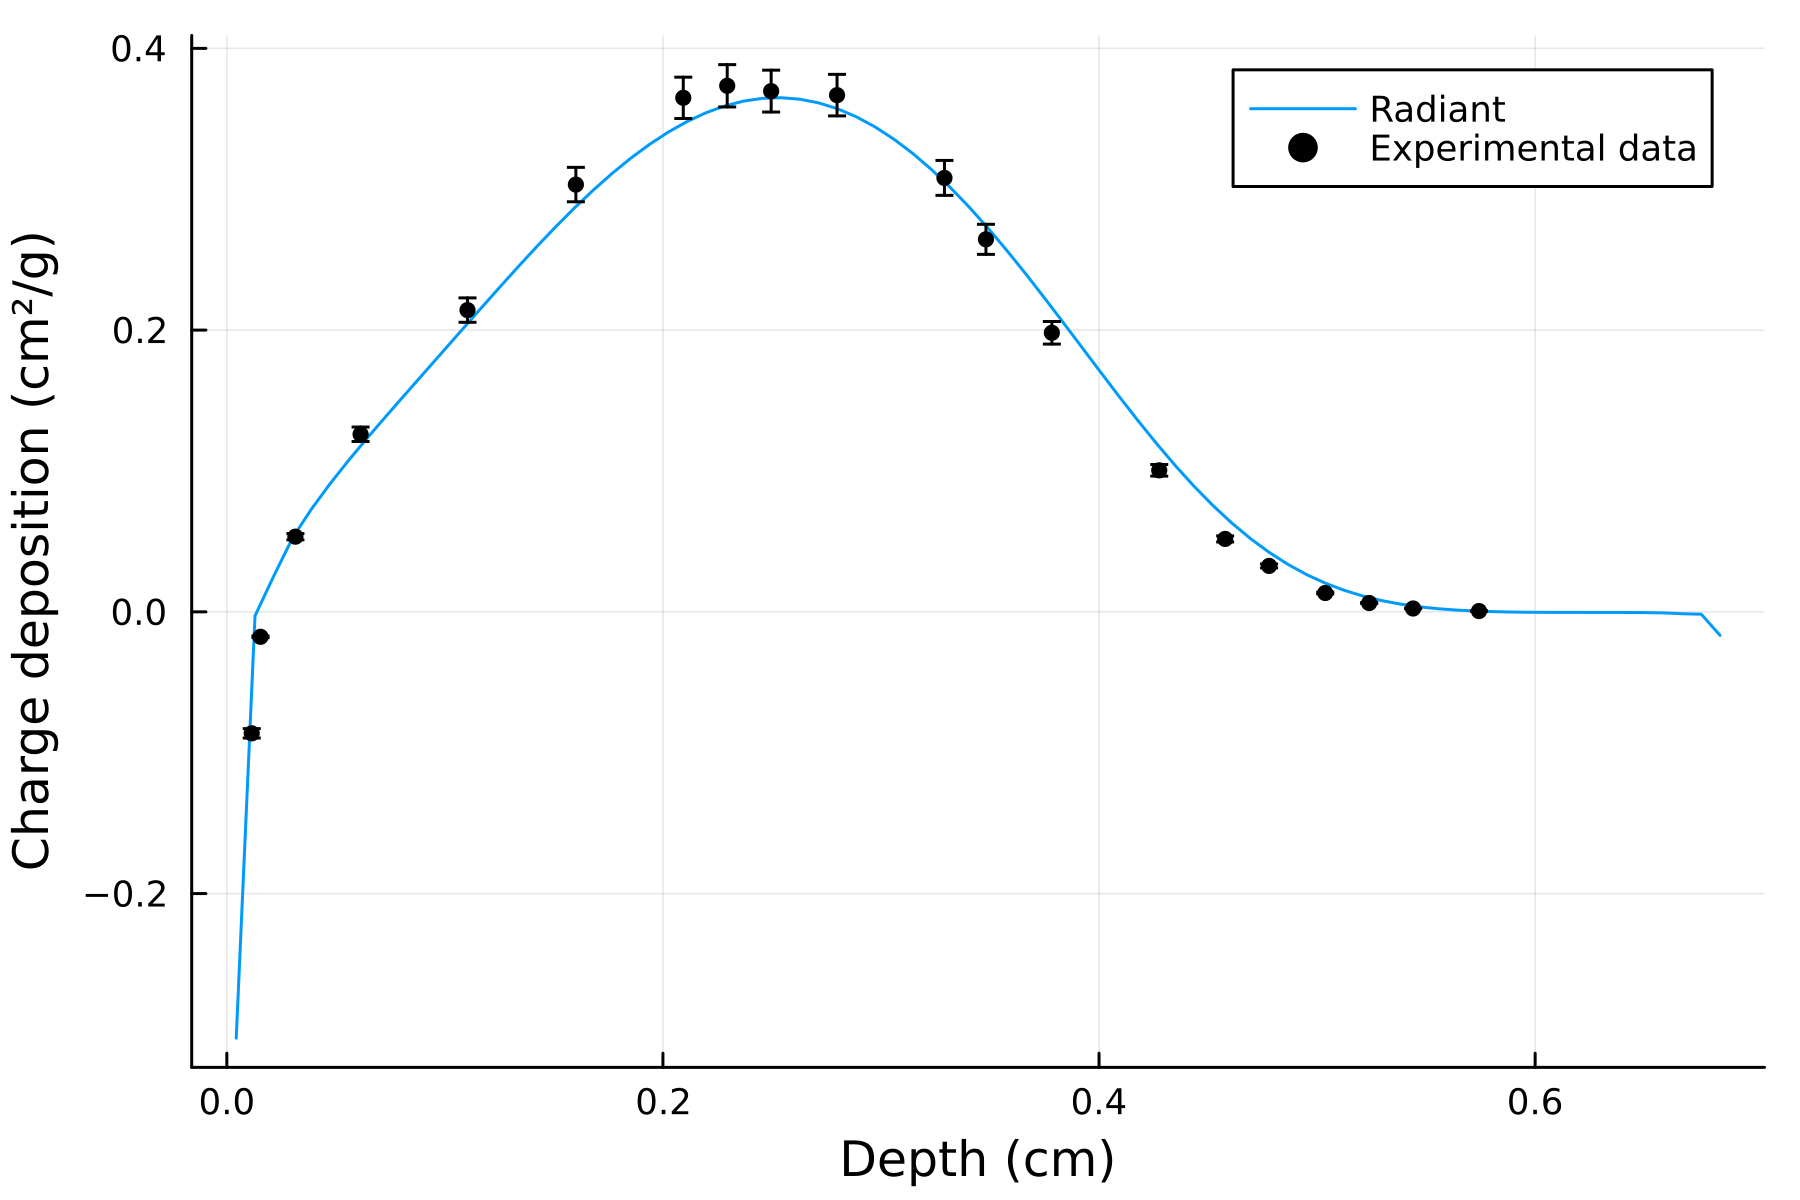 Charge deposition (cm²/g)
0.4
0.2
0.0
−0.2
0.0 0.2 0.4 0.6
Depth (cm)
Radiant
Experimental data